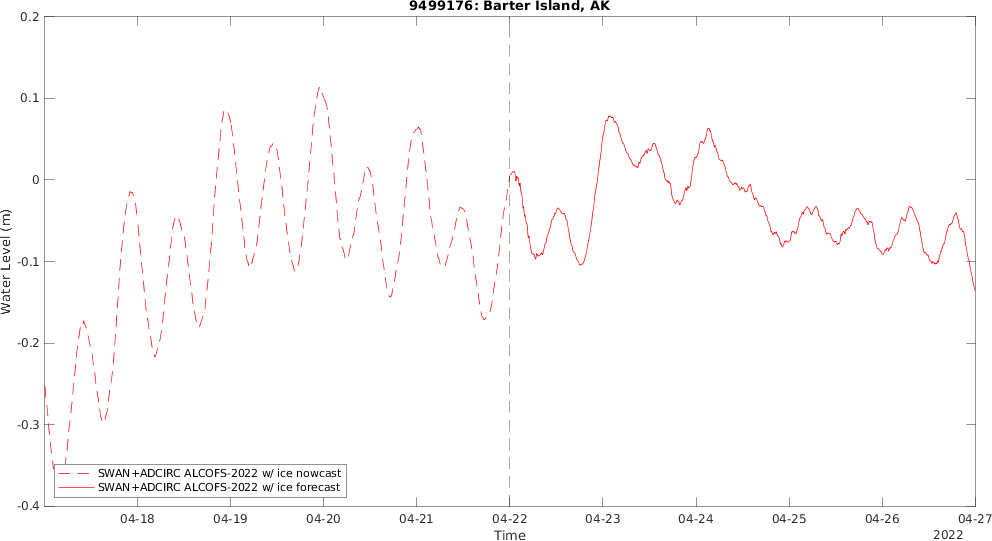 9499176: Barter Island, AK
0.2
0.1
0
-0.1
-0.2
-0.3
-0.4
Water Level (m)
SWAN+ADCIRC ALCOFS-2022 w/ ice nowcast
SWAN+ADCIRC ALCOFS-2022 w/ ice forecast
04-18 04-19 04-20 04-21 04-22 04-23 04-24 04-25 04-26 04-27
Time
2022